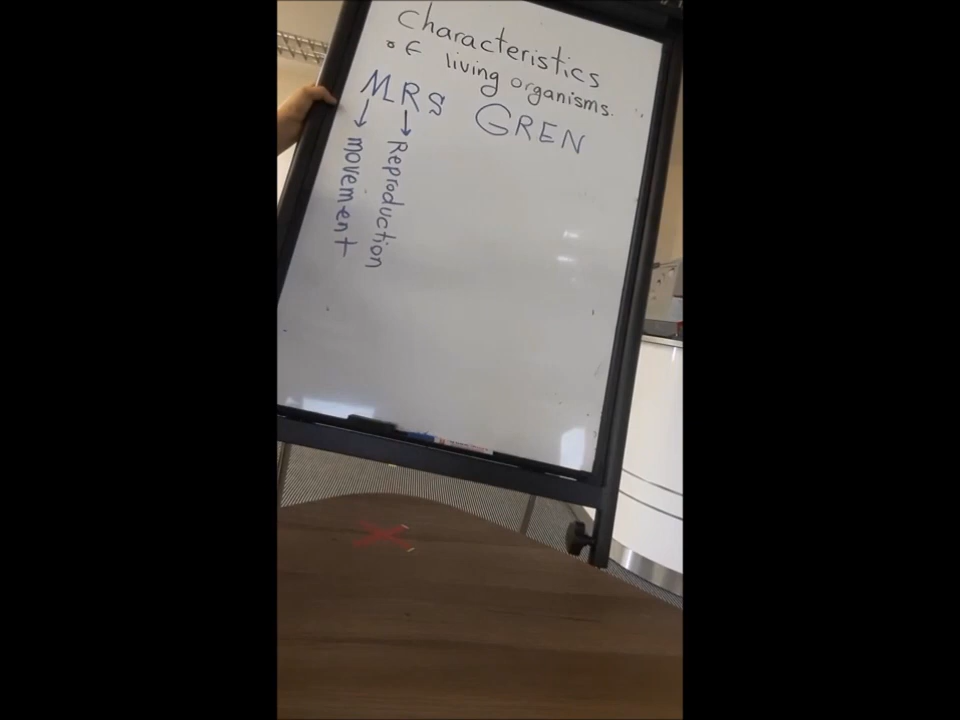 Characteristics
of living organisms.
MRS GREN
→ movement
→ Reproduction